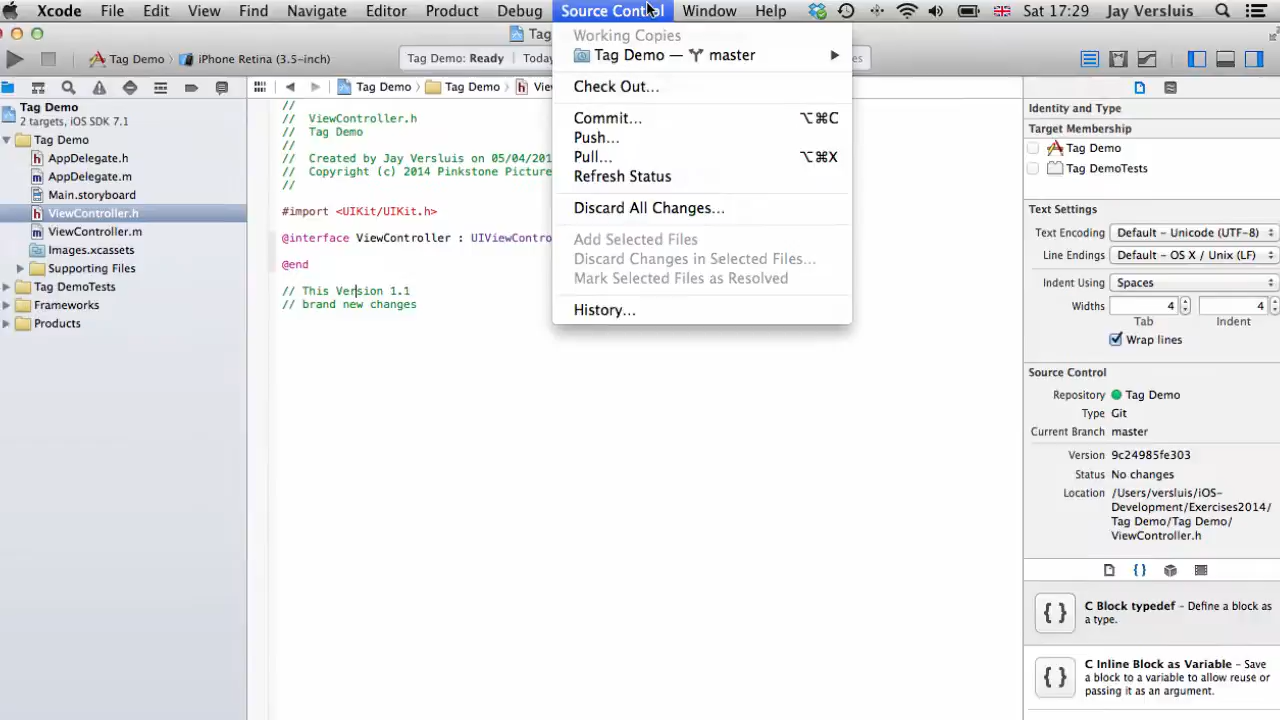 Xcode File Edit View Find Navigate Editor Product Debug Source Control Window Help Sat 17:29 Jay Versluis
Tag
Tag Demo iPhone Retina (3.5-inch)
Tag Demo: Ready Today
Working Copies
Tag Demo — master
Check Out...
Commit... ⌥⌘C
Push...
Pull... ⌥⌘X
Refresh Status
Discard All Changes...
Add Selected Files
Discard Changes in Selected Files...
Mark Selected Files as Resolved
History...
Tag Demo
2 targets, iOS SDK 7.1
Tag Demo
AppDelegate.h
AppDelegate.m
Main.storyboard
ViewController.h
ViewController.m
Images.xcassets
Supporting Files
Tag DemoTests
Frameworks
Products
Tag Demo Tag Demo
//
// ViewController.h
// Tag Demo
//
// Created by Jay Versluis on 05/04/201
// Copyright (c) 2014 Pinkstone Picture
//
#import <UIKit/UIKit.h>
@interface ViewController : UIViewContro
@end
// This Version 1.1
// brand new changes
Identity and Type
Target Membership
Tag Demo
Tag DemoTests
Text Settings
Text Encoding Default - Unicode (UTF-8)
Line Endings Default - OS X / Unix (LF)
Indent Using Spaces
Widths 4 4
Tab Indent
Wrap lines
Source Control
Repository Tag Demo
Type Git
Current Branch master
Version 9c24985fe303
Status No changes
Location /Users/versluis/iOS-
Development/Exercises2014/
Tag Demo/Tag Demo/
ViewController.h
{ } C Block typedef - Define a block as
a type.
{ } C Inline Block as Variable - Save
a block to a variable to allow reuse or
passing it as an argument.